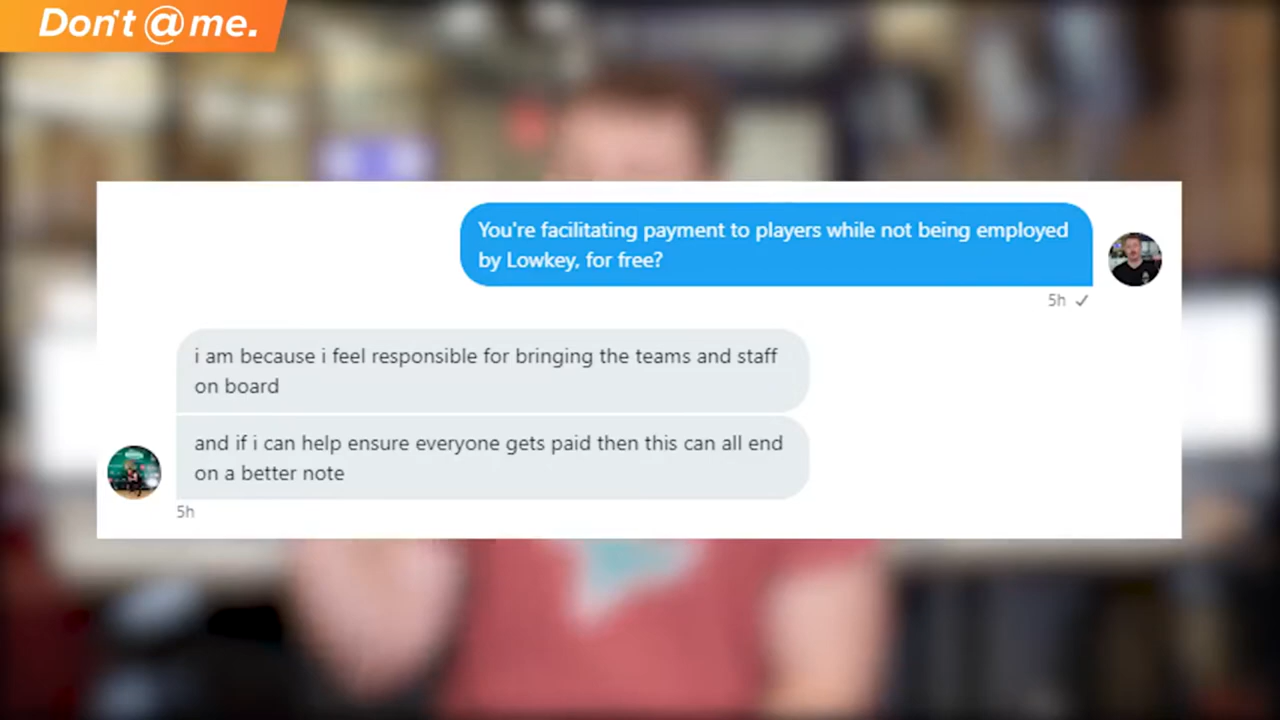 Don't @me.
You're facilitating payment to players while not being employed
by Lowkey, for free?
5h ✓
i am because i feel responsible for bringing the teams and staff
on board
and if i can help ensure everyone gets paid then this can all end
on a better note
5h